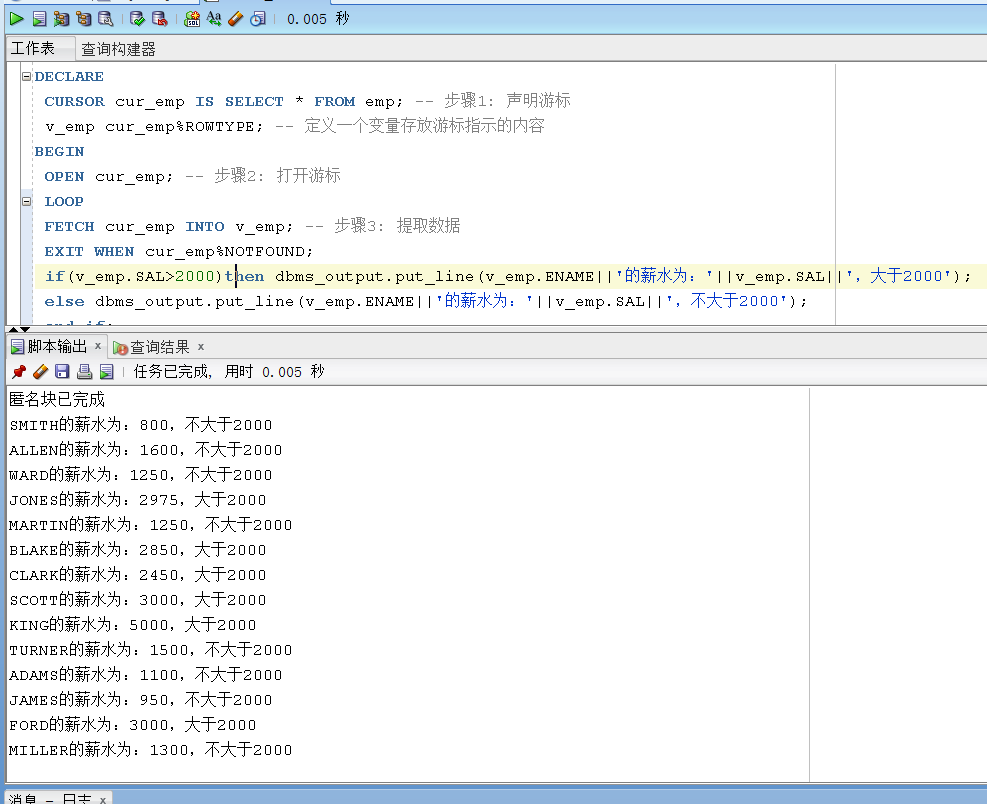 0.005 秒
工作表 查询构建器
DECLARE
CURSOR cur_emp IS SELECT * FROM emp; -- 步骤1: 声明游标
v_emp cur_emp%ROWTYPE; -- 定义一个变量存放游标指示的内容
BEGIN
OPEN cur_emp; -- 步骤2: 打开游标
LOOP
FETCH cur_emp INTO v_emp; -- 步骤3: 提取数据
EXIT WHEN cur_emp%NOTFOUND;
if(v_emp.SAL>2000)then dbms_output.put_line(v_emp.ENAME||'的薪水为: '||v_emp.SAL||', 大于2000');
else dbms_output.put_line(v_emp.ENAME||'的薪水为: '||v_emp.SAL||', 不大于2000');
end if;
脚本输出 x 查询结果 x
任务已完成, 用时 0.005 秒
匿名块已完成
SMITH的薪水为: 800, 不大于2000
ALLEN的薪水为: 1600, 不大于2000
WARD的薪水为: 1250, 不大于2000
JONES的薪水为: 2975, 大于2000
MARTIN的薪水为: 1250, 不大于2000
BLAKE的薪水为: 2850, 大于2000
CLARK的薪水为: 2450, 大于2000
SCOTT的薪水为: 3000, 大于2000
KING的薪水为: 5000, 大于2000
TURNER的薪水为: 1500, 不大于2000
ADAMS的薪水为: 1100, 不大于2000
JAMES的薪水为: 950, 不大于2000
FORD的薪水为: 3000, 大于2000
MILLER的薪水为: 1300, 不大于2000
消息 - 日志 x